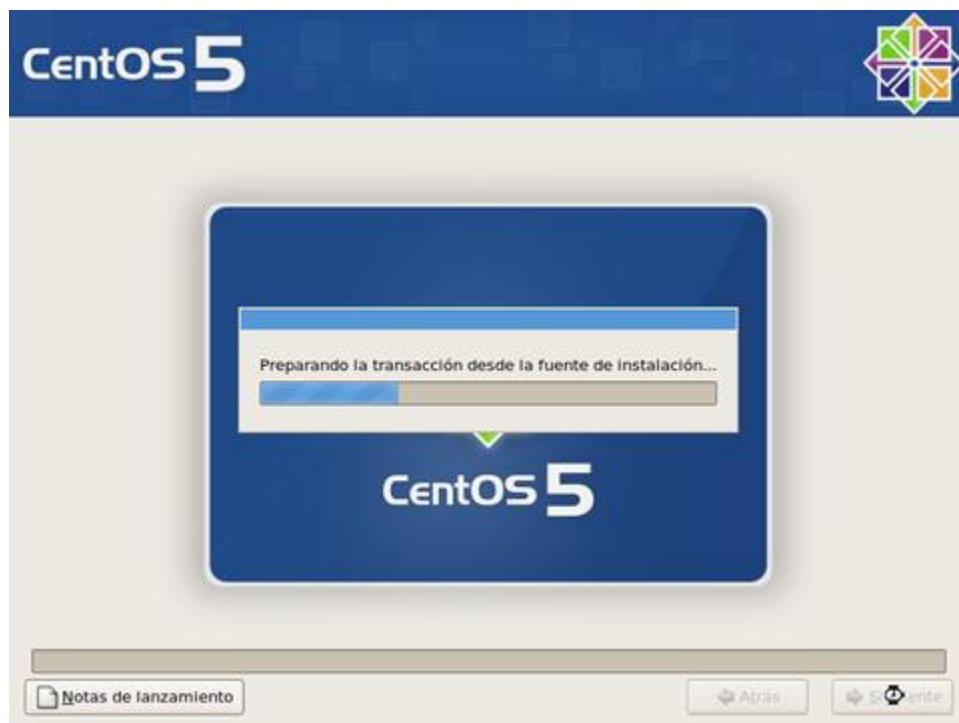 CentOS 5
Preparando la transacción desde la fuente de instalación...
CentOS 5
Notas de lanzamiento
Atrás